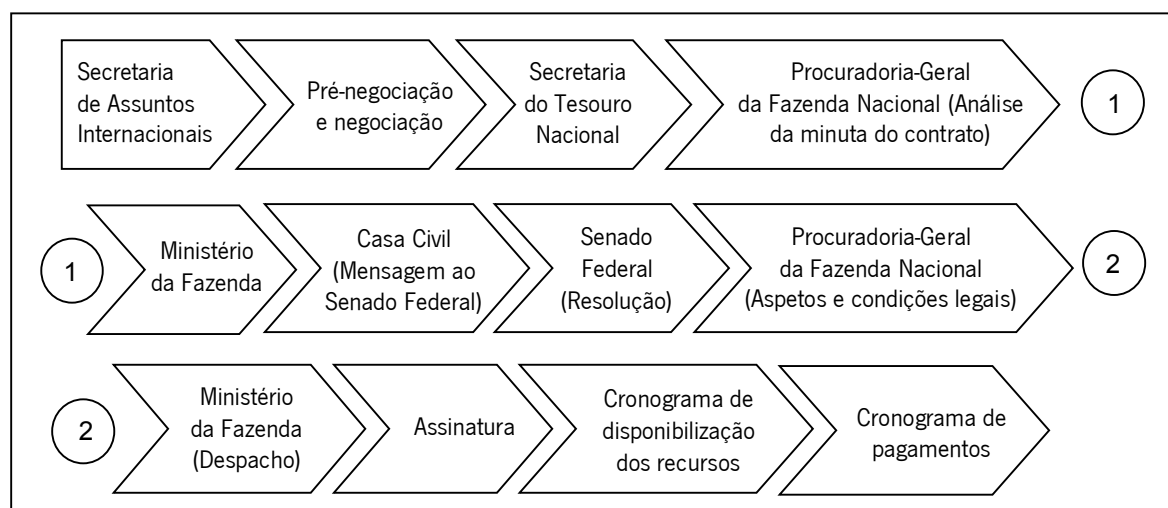 Secretaria
de Assuntos
Internacionais
Pré-negociação
e negociação
Secretaria
do Tesouro
Nacional
Procuradoria-Geral
da Fazenda Nacional (Análise
da minuta do contrato)
1
1
Ministério
da Fazenda
Casa Civil
(Mensagem ao
Senado Federal)
Senado
Federal
(Resolução)
Procuradoria-Geral
da Fazenda Nacional
(Aspetos e condições legais)
2
2
Ministério
da Fazenda
(Despacho)
Assinatura
Cronograma de
disponibilização
dos recursos
Cronograma de
pagamentos